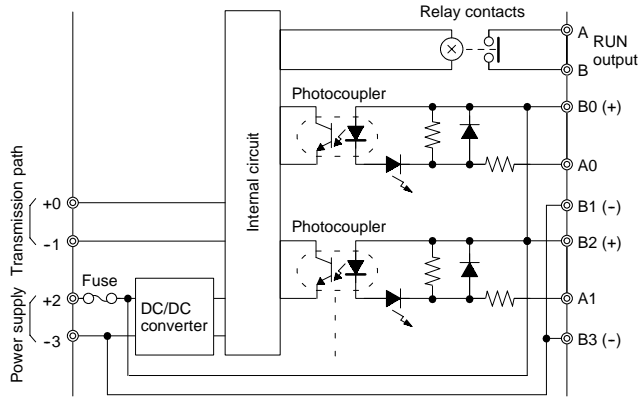 Relay contacts
A
RUN
output
B
Photocoupler
B0 (+)
A0
Internal circuit
Transmission path
+0
-1
B1 (-)
Photocoupler
B2 (+)
Power supply
Fuse
+2
DC/DC
converter
-3
A1
B3 (-)